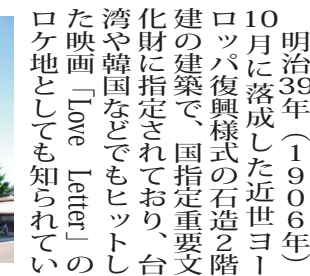 明治39年（1906年）
10月に落成した近世ヨー
ロッパ復興様式の石造2階
建の建築で、国指定重要文
化財に指定されており、台
湾や韓国などでもヒットし
た映画「Love Letter」の
ロケ地としても知られてい